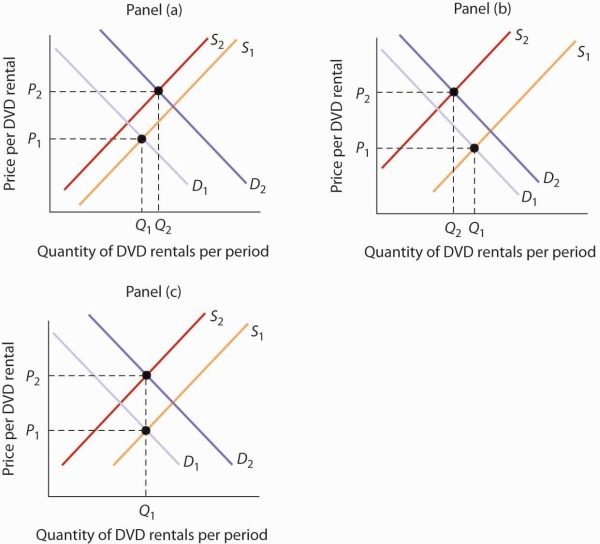 Panel (a)
Price per DVD rental
P2
P1
S2
S1
D1
D2
Q1 Q2
Quantity of DVD rentals per period
Panel (b)
Price per DVD rental
P2
P1
S2
S1
D2
D1
Q2 Q1
Quantity of DVD rentals per period
Panel (c)
Price per DVD rental
P2
P1
S2
S1
D1
D2
Q1
Quantity of DVD rentals per period